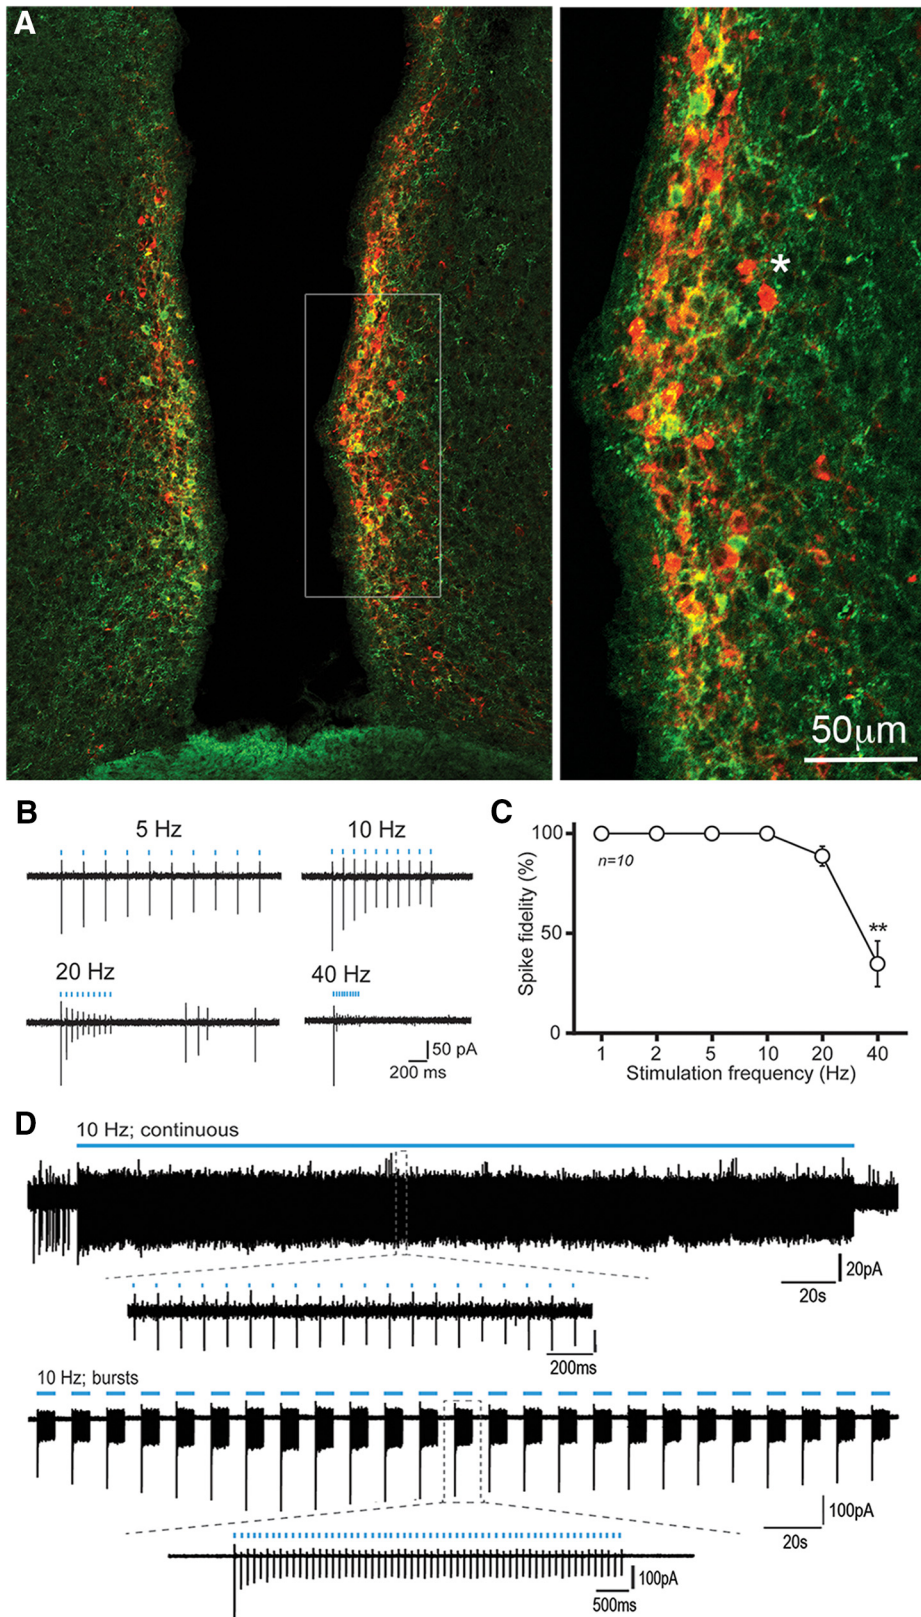 A
*
50μm
B
5 Hz
10 Hz
20 Hz
40 Hz
50 pA
200 ms
C
Spike fidelity (%)
100
50
0
n=10
**
1 2 5 10 20 40
Stimulation frequency (Hz)
D
10 Hz; continuous
20pA
20s
200ms
10 Hz; bursts
100pA
20s
100pA
500ms